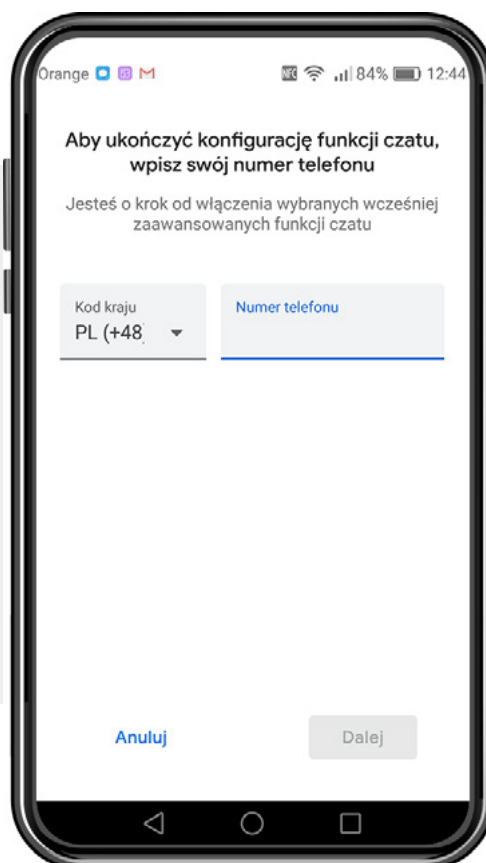 Orange NFC 84% 12:44
Aby ukończyć konfigurację funkcji czatu,
wpisz swój numer telefonu
Jesteś o krok od włączenia wybranych wcześniej
zaawansowanych funkcji czatu
Kod kraju
PL (+48)
Numer telefonu
Anuluj
Dalej